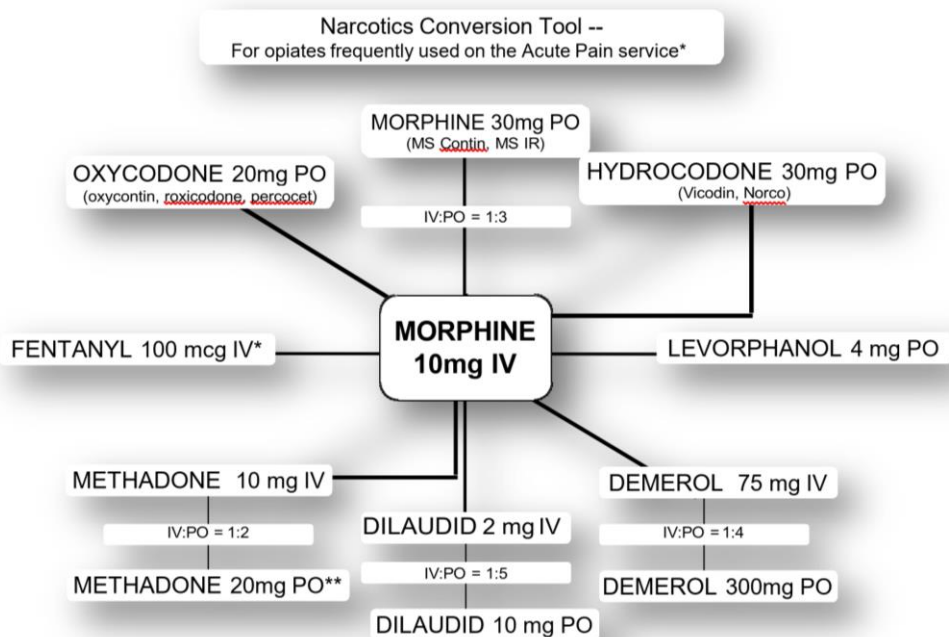 Narcotics Conversion Tool --
For opiates frequently used on the Acute Pain service*
MORPHINE 30mg PO
(MS Contin, MS IR)
OXYCODONE 20mg PO
(oxycontin, roxicodone, percocet)
HYDROCODONE 30mg PO
(Vicodin, Norco)
IV:PO = 1:3
MORPHINE
10mg IV
FENTANYL 100 mcg IV*
LEVORPHANOL 4 mg PO
METHADONE 10 mg IV
IV:PO = 1:2
METHADONE 20mg PO**
DILAUDID 2 mg IV
IV:PO = 1:5
DILAUDID 10 mg PO
DEMEROL 75 mg IV
IV:PO = 1:4
DEMEROL 300mg PO